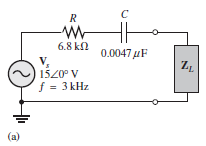 R
C
6.8 kΩ
0.0047 μF
Z_L
V_s
15∠0° V
f = 3 kHz
(a)